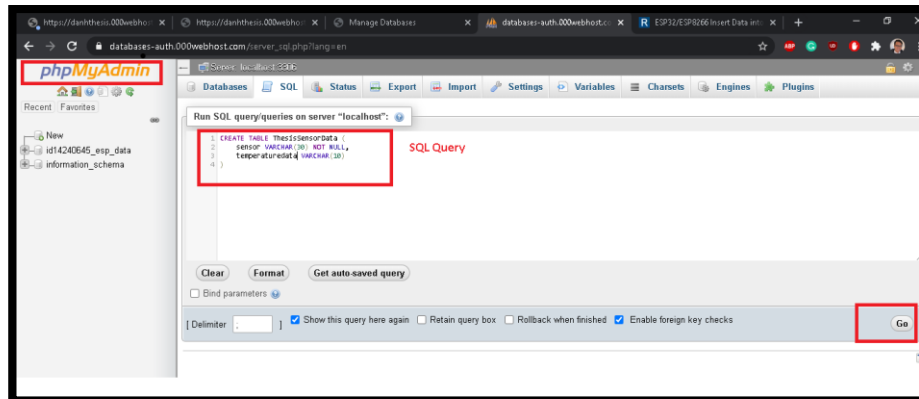 https://danhthesis.000webhos
https://danhthesis.000webhos
Manage Databases
databases-auth.000webhost.co
ESP32/ESP8266 Insert Data int
databases-auth.000webhost.com/server_sql.php?lang=en
phpMyAdmin
Recent Favorites
New
id14240645_esp_data
information_schema
Server: localhost:3306
Databases SQL Status Export Import Settings Variables Charsets Engines Plugins
Run SQL query/queries on server "localhost":
1 CREATE TABLE ThesisSensorData (
2 sensor VARCHAR(30) NOT NULL,
3 temperaturedata VARCHAR(10)
4 )
SQL Query
Clear Format Get auto-saved query
Bind parameters
[ Delimiter ; ] Show this query here again Retain query box Rollback when finished Enable foreign key checks
Go